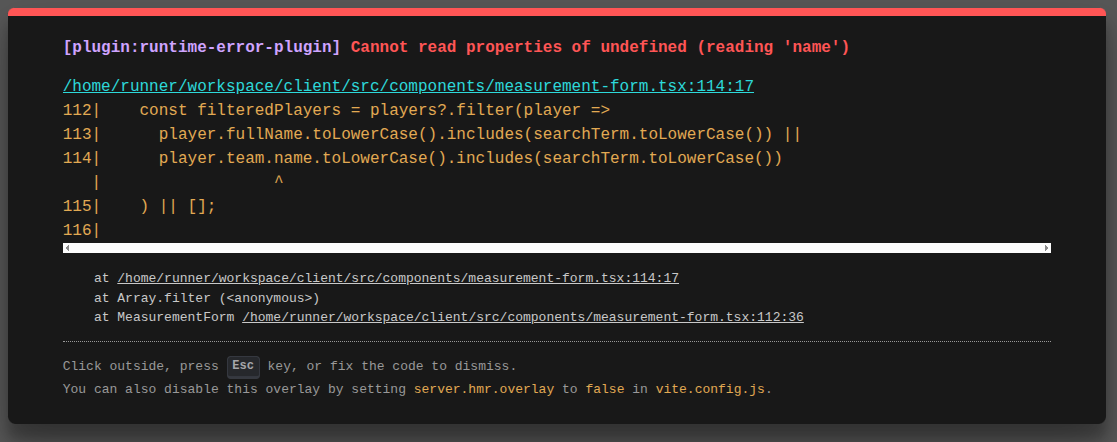 [plugin:runtime-error-plugin] Cannot read properties of undefined (reading 'name')
/home/runner/workspace/client/src/components/measurement-form.tsx:114:17
112|    const filteredPlayers = players?.filter(player =>
113|      player.fullName.toLowerCase().includes(searchTerm.toLowerCase()) ||
114|      player.team.name.toLowerCase().includes(searchTerm.toLowerCase())
   |                  ^
115|    ) || [];
116|
at /home/runner/workspace/client/src/components/measurement-form.tsx:114:17
at Array.filter (<anonymous>)
at MeasurementForm /home/runner/workspace/client/src/components/measurement-form.tsx:112:36
Click outside, press Esc key, or fix the code to dismiss.
You can also disable this overlay by setting server.hmr.overlay to false in vite.config.js.